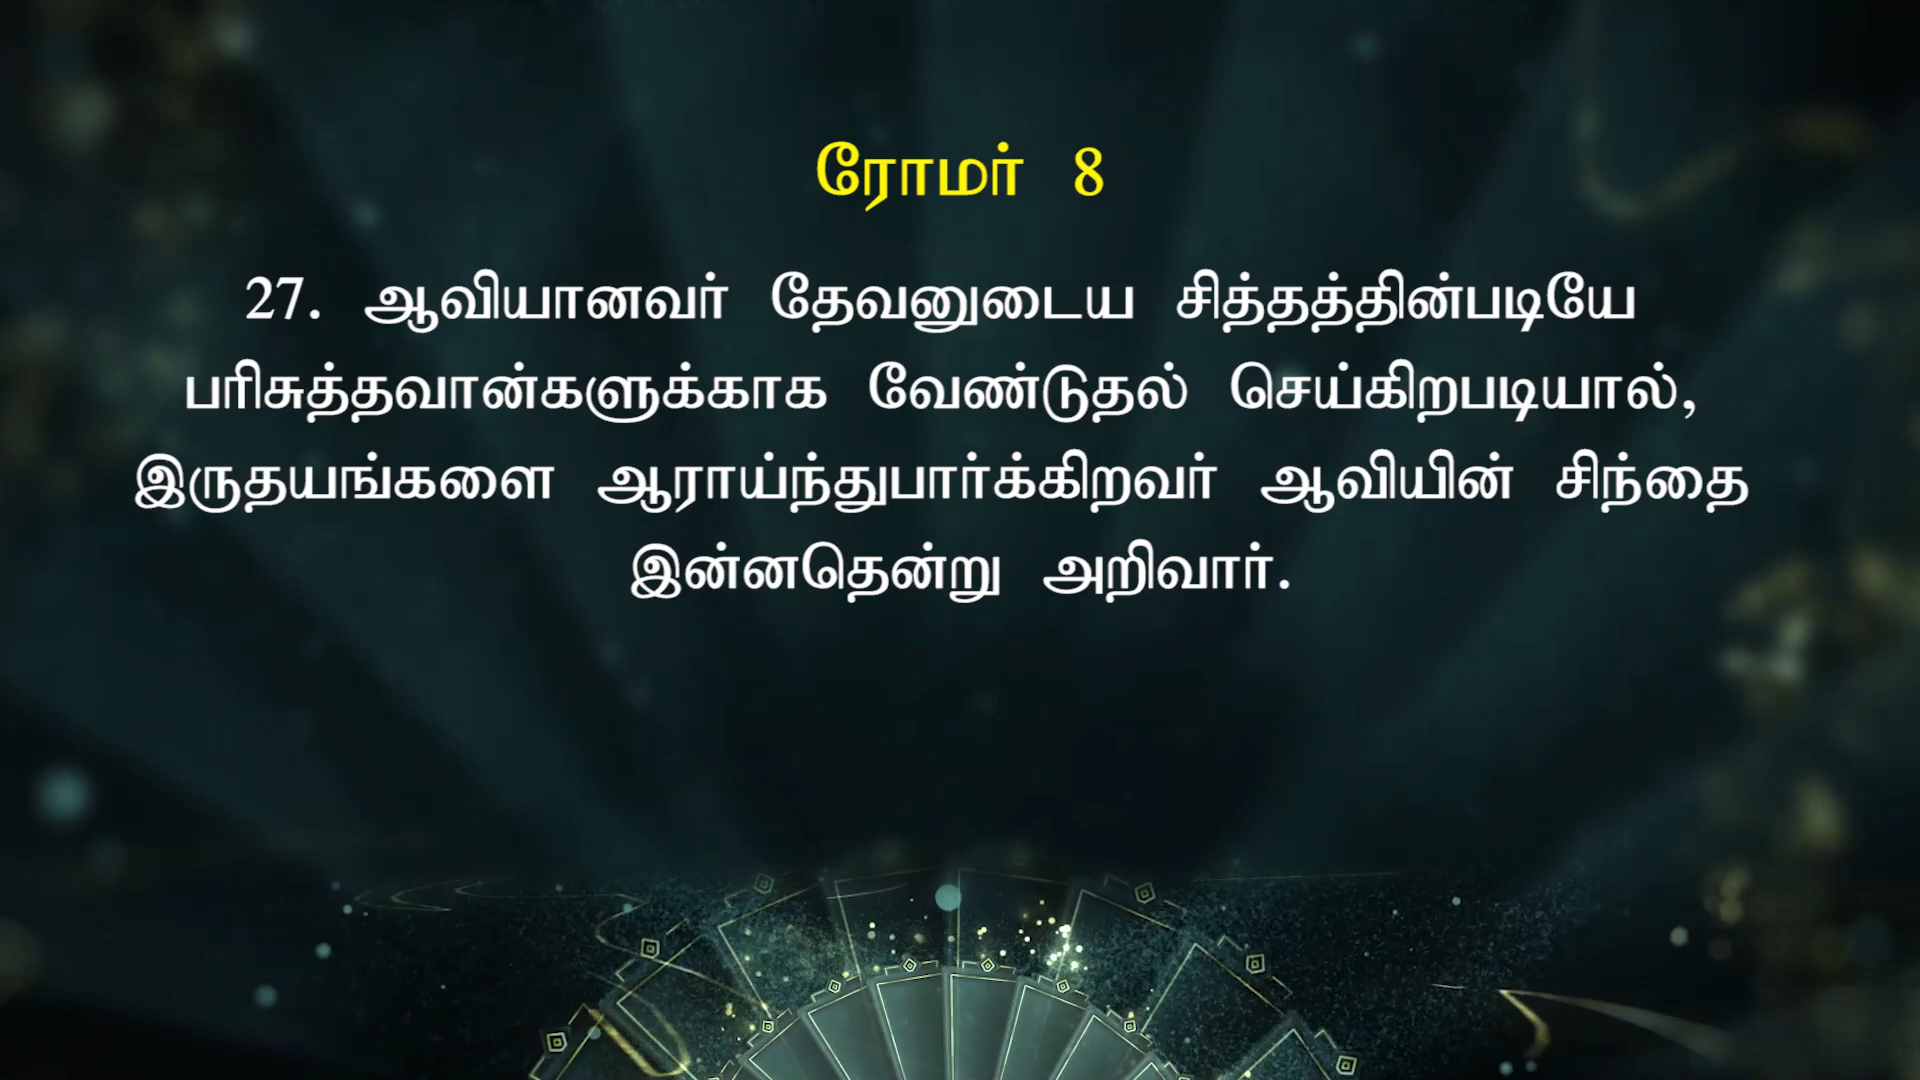 ரோமர் 8
27. ஆவியானவர் தேவனுடைய சித்தத்தின்படியே
பரிசுத்தவான்களுக்காக வேண்டுதல் செய்கிறபடியால்,
இருதயங்களை ஆராய்ந்துபார்க்கிறவர் ஆவியின் சிந்தை
இன்னதென்று அறிவார்.